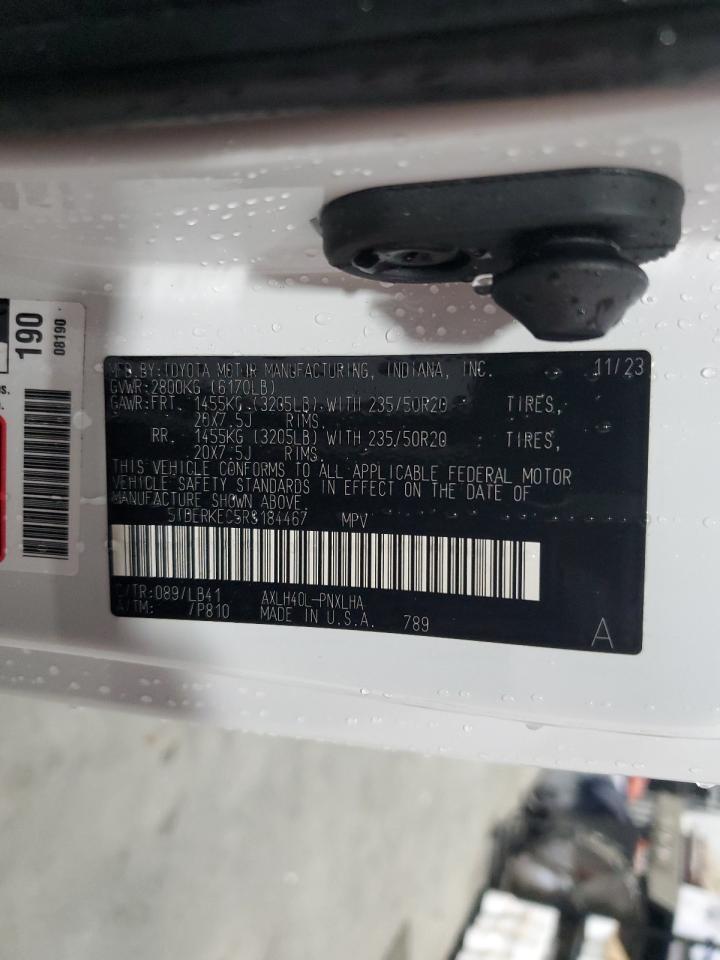 190
08190
MFD BY: TOYOTA MOTOR MANUFACTURING, INDIANA, INC. 11/23
GVWR: 2800KG (6170LB)
GAWR: FRT. 1455KG (3205LB) WITH 235/50R20 TIRES,
20X7.5J RIMS.
RR. 1455KG (3205LB) WITH 235/50R20 TIRES,
20X7.5J RIMS.
THIS VEHICLE CONFORMS TO ALL APPLICABLE FEDERAL MOTOR
VEHICLE SAFETY STANDARDS IN EFFECT ON THE DATE OF
MANUFACTURE SHOWN ABOVE.
5TDERKEC5RS184467 MPV
C/TR: 089/LB41 AXLH40L-PNXLHA
A/TM: /P810 MADE IN U.S.A. 789
A